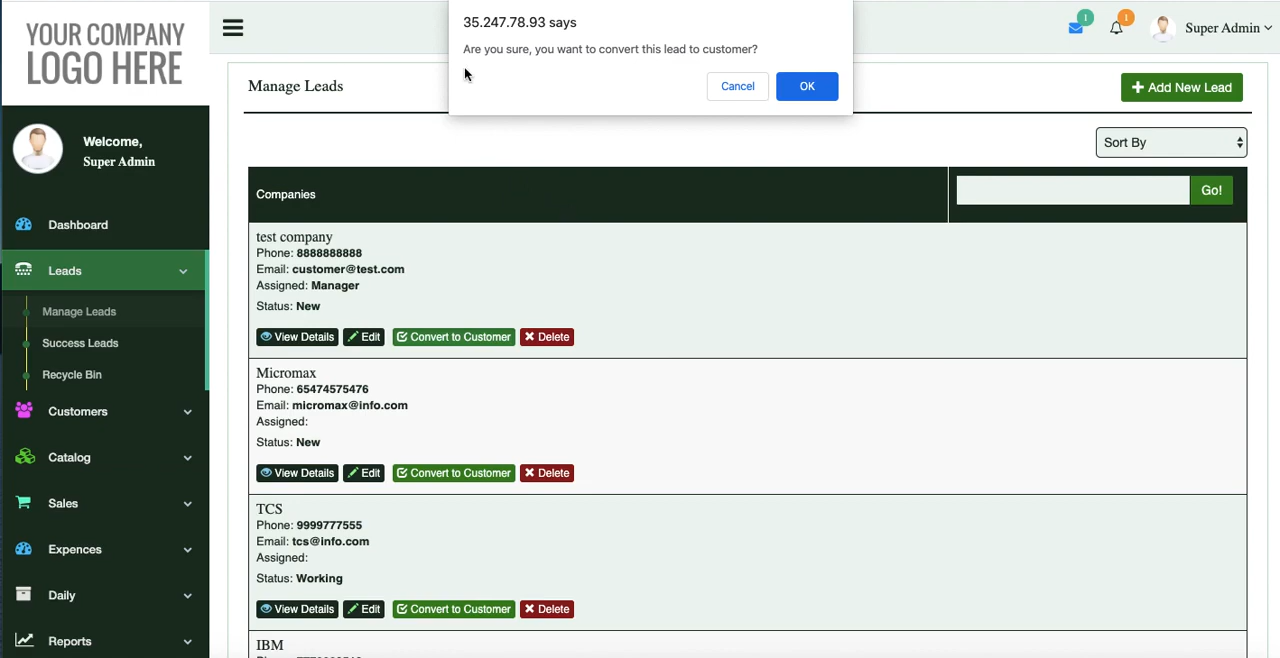 YOUR COMPANY
LOGO HERE
35.247.78.93 says
Are you sure, you want to convert this lead to customer?
Cancel
OK
1
1
Super Admin
Welcome,
Super Admin
Dashboard
Leads
Manage Leads
Success Leads
Recycle Bin
Customers
Catalog
Sales
Expences
Daily
Reports
Manage Leads
Add New Lead
Sort By
Companies
Go!
test company
Phone: 8888888888
Email: customer@test.com
Assigned: Manager
Status: New
View Details Edit Convert to Customer Delete
Micromax
Phone: 65474575476
Email: micromax@info.com
Assigned:
Status: New
View Details Edit Convert to Customer Delete
TCS
Phone: 9999777555
Email: tcs@info.com
Assigned:
Status: Working
View Details Edit Convert to Customer Delete
IBM